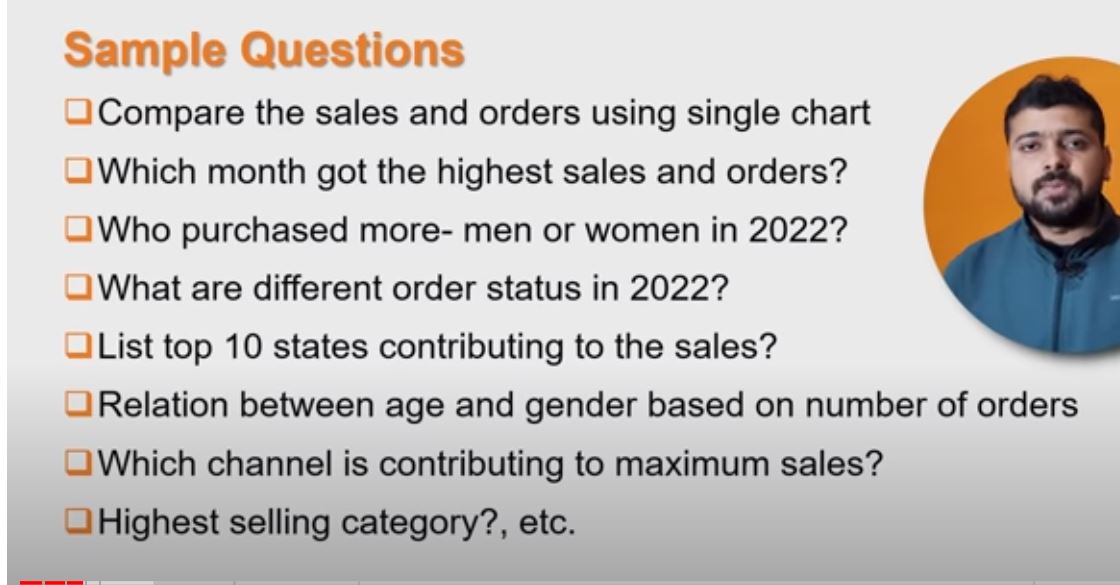 Sample Questions
Compare the sales and orders using single chart
Which month got the highest sales and orders?
Who purchased more- men or women in 2022?
What are different order status in 2022?
List top 10 states contributing to the sales?
Relation between age and gender based on number of orders
Which channel is contributing to maximum sales?
Highest selling category?, etc.